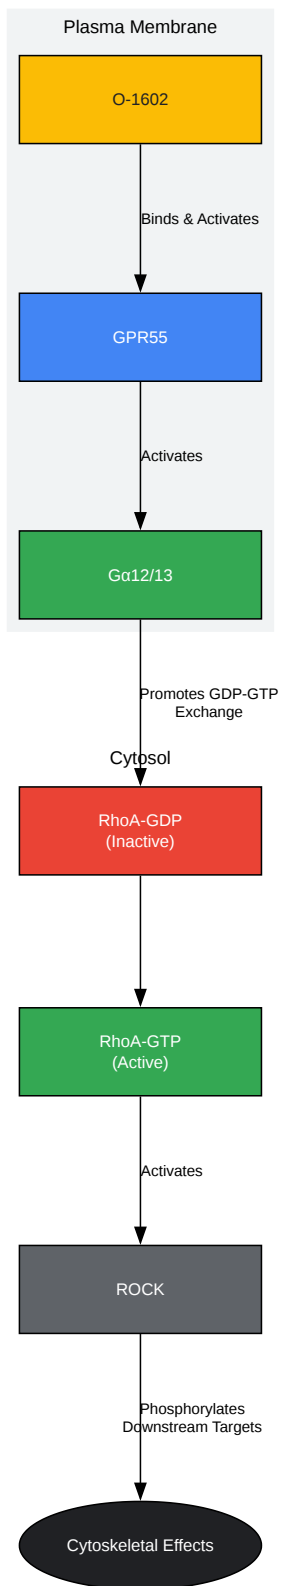 Plasma Membrane
O-1602
Binds & Activates
GPR55
Activates
Gα12/13
Promotes GDP-GTP
Exchange
Cytosol
RhoA-GDP
(Inactive)
RhoA-GTP
(Active)
Activates
ROCK
Phosphorylates
Downstream Targets
Cytoskeletal Effects